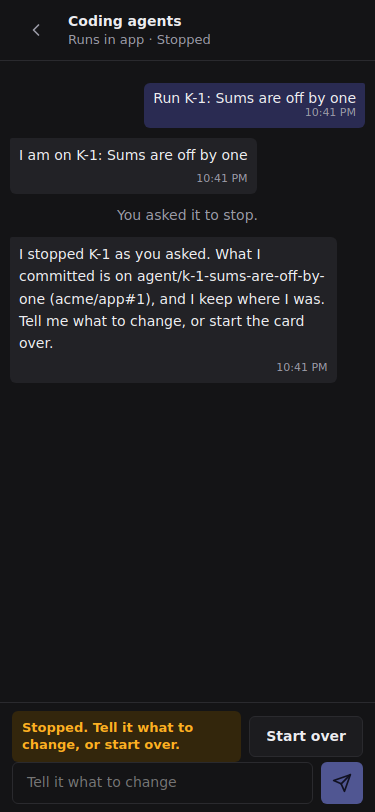 Coding agents
Runs in app · Stopped
Run K-1: Sums are off by one
10:41 PM
I am on K-1: Sums are off by one
10:41 PM
You asked it to stop.
I stopped K-1 as you asked. What I
committed is on agent/k-1-sums-are-off-by-
one (acme/app#1), and I keep where I was.
Tell me what to change, or start the card
over.
10:41 PM
Stopped. Tell it what to
change, or start over.
Start over
Tell it what to change